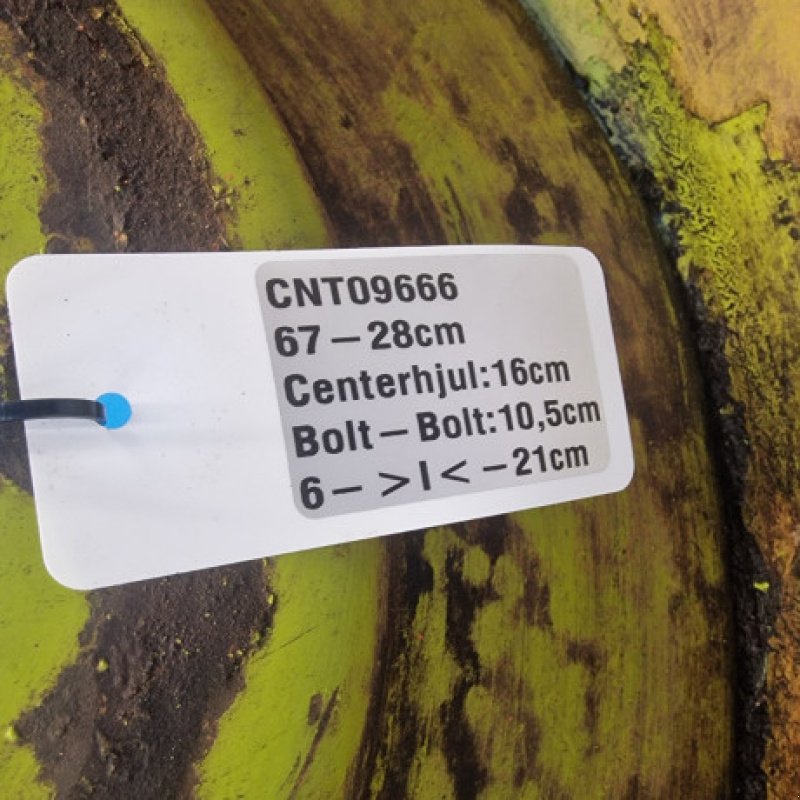 CNT09666
67 – 28cm
Centerhjul:16cm
Bolt – Bolt:10,5cm
6 – > I < – 21cm